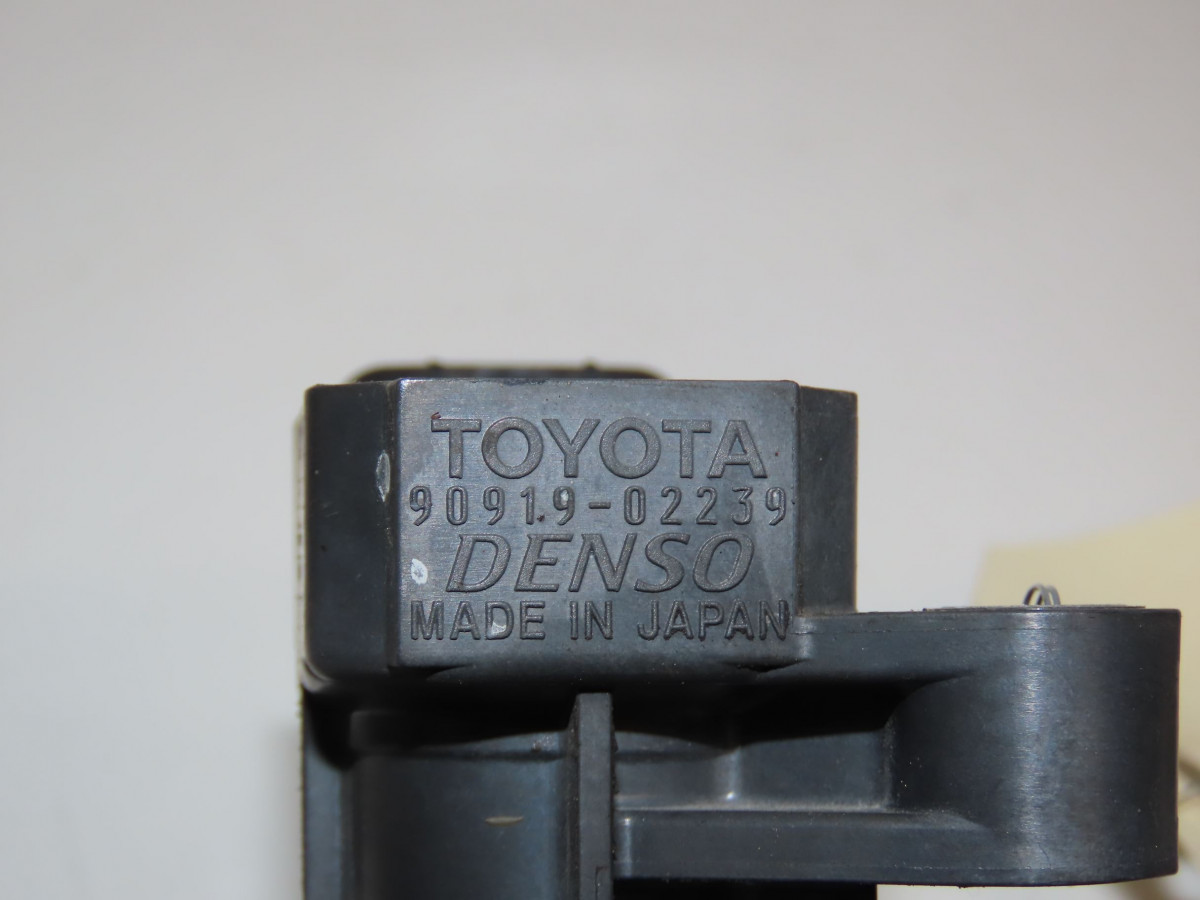 TOYOTA
90919-02239
DENSO
MADE IN JAPAN